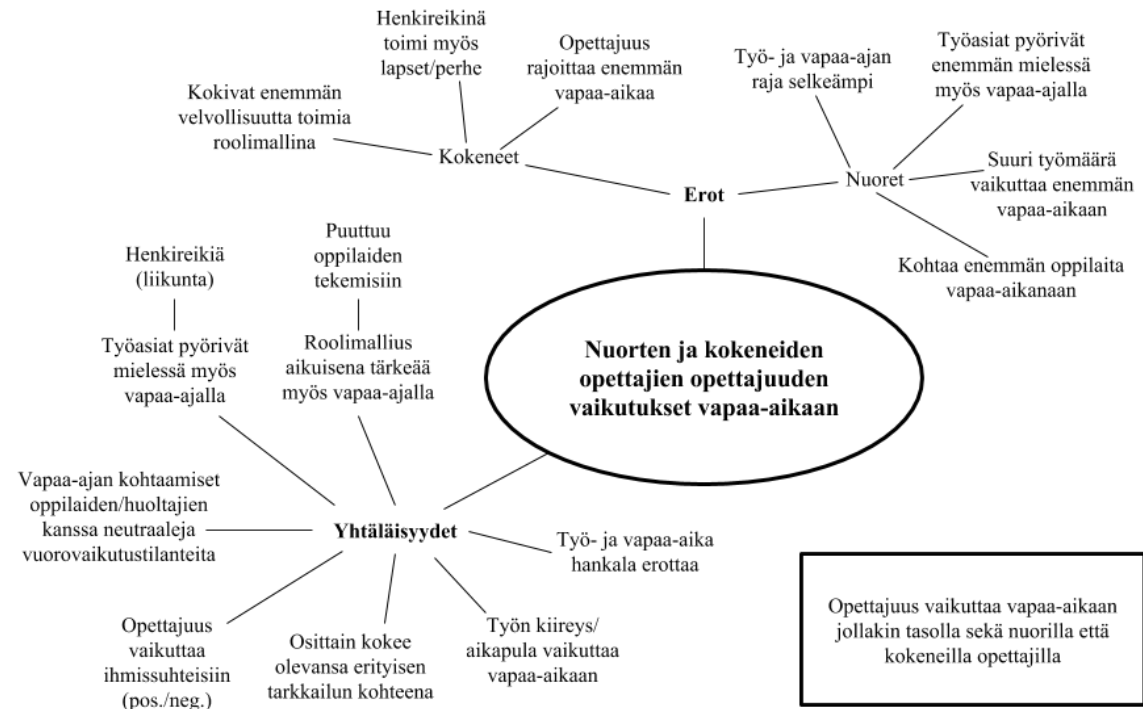 Henkireikinä
toimi myös
lapset/perhe
Opettajuus
rajoittaa enemmän
vapaa-aikaa
Kokivat enemmän
velvollisuutta toimia
roolimallina
Kokeneet
Työ- ja vapaa-ajan
raja selkeämpi
Työasiat pyörivät
enemmän mielessä
myös vapaa-ajalla
Nuoret
Suuri työmäärä
vaikuttaa enemmän
vapaa-aikaan
Kohtaa enemmän oppilaita
vapaa-aikanaan
Erot
Nuorten ja kokeneiden
opettajien opettajuuden
vaikutukset vapaa-aikaan
Henkireikiä
(liikunta)
Työasiat pyörivät
mielessä myös
vapaa-ajalla
Puuttuu
oppilaiden
tekemisiin
Roolimallius
aikuisena tärkeää
myös vapaa-ajalla
Vapaa-ajan kohtaamiset
oppilaiden/huoltajien
kanssa neutraaleja
vuorovaikutustilanteita
Yhtäläisyydet
Työ- ja vapaa-aika
hankala erottaa
Opettajuus
vaikuttaa
ihmissuhteisiin
(pos./neg.)
Osittain kokee
olevansa erityisen
tarkkailun kohteena
Työn kiireys/
aikapula vaikuttaa
vapaa-aikaan
Opettajuus vaikuttaa vapaa-aikaan
jollakin tasolla sekä nuorilla että
kokeneilla opettajilla